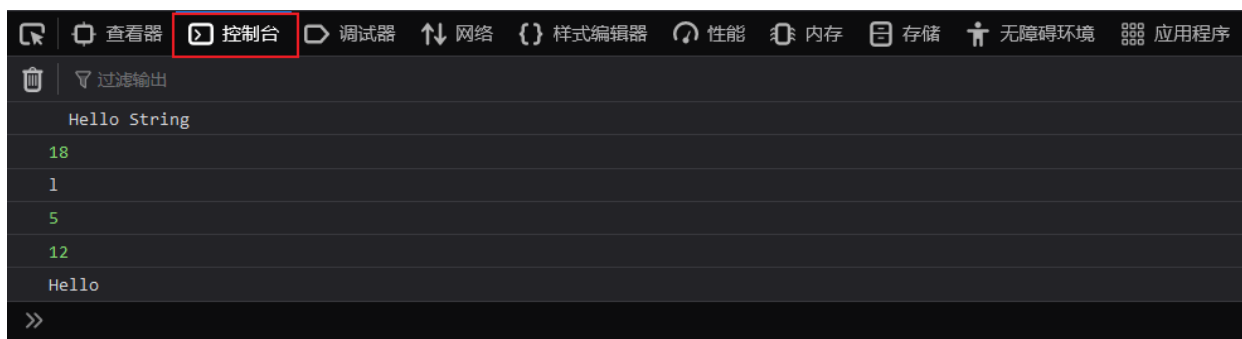 查看器 控制台 调试器 网络 {} 样式编辑器 性能 内存 存储 无障碍环境 应用程序
过滤输出
Hello String
18
l
5
12
Hello